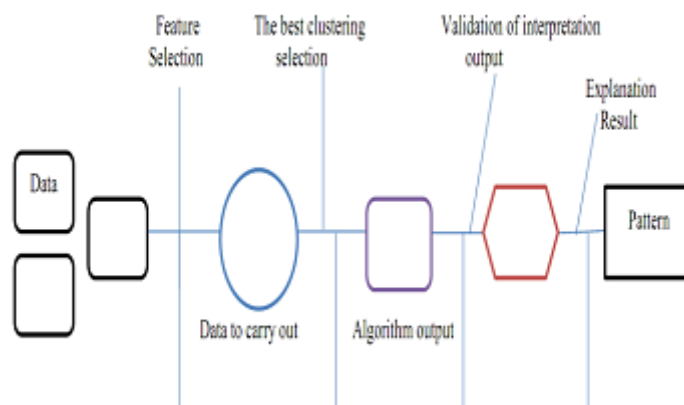 Feature
Selection
The best clustering
selection
Validation of interpretation
output
Explanation
Result
Data
Pattern
Data to carry out
Algorithm output